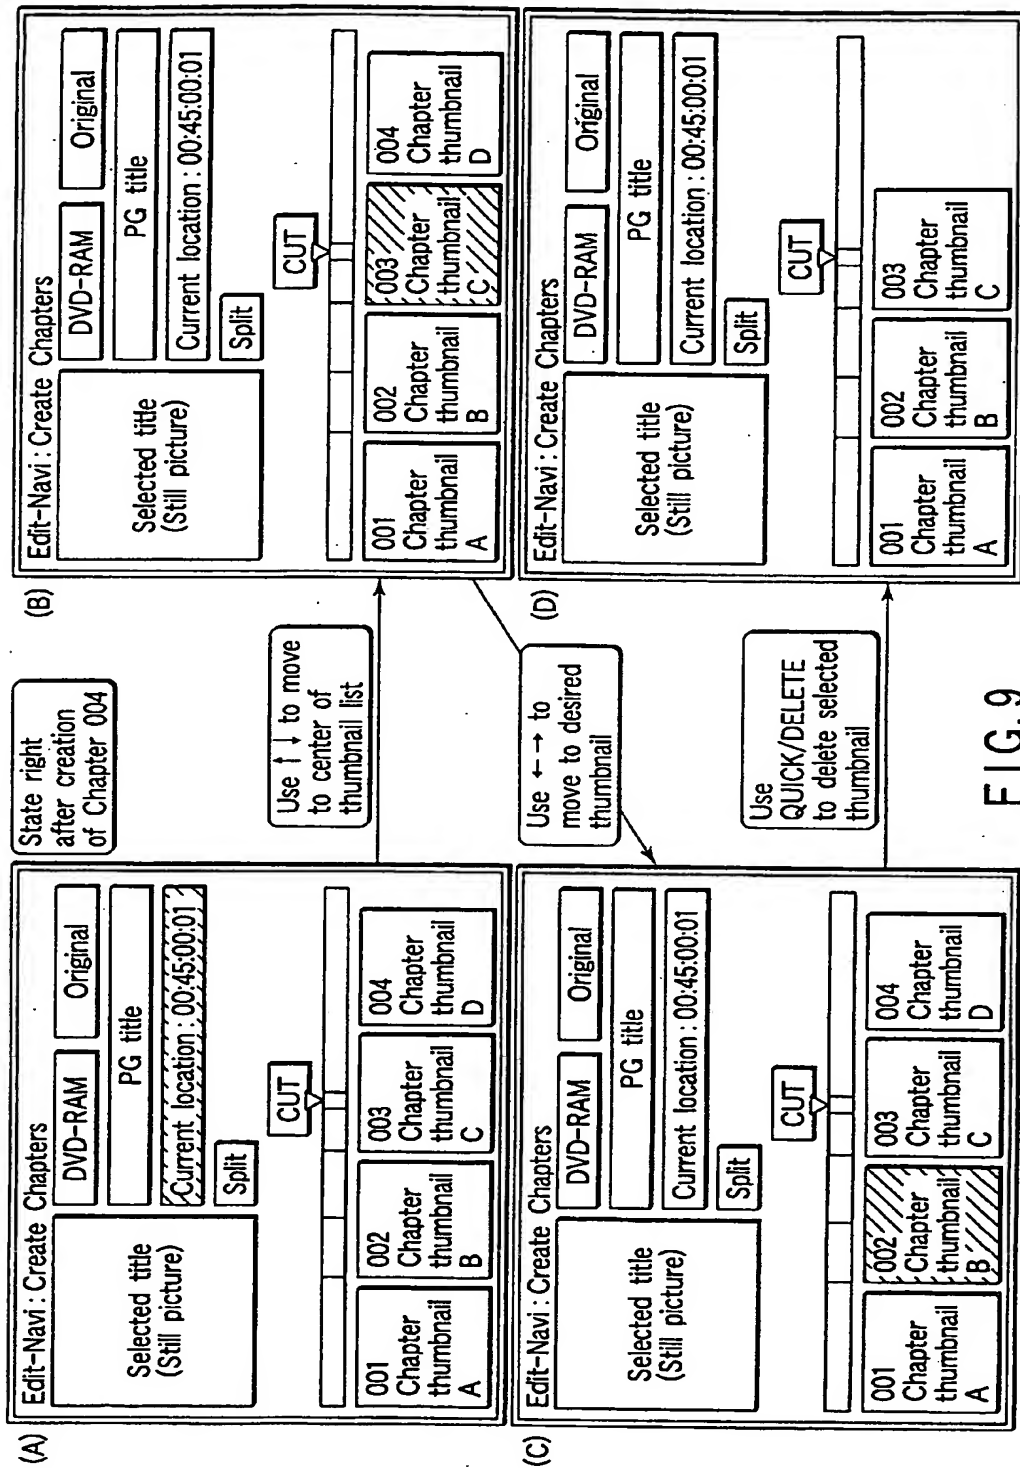 (A)
Edit-Navi : Create Chapters
Selected title
(Still picture)
DVD-RAM
Original
PG title
Current location : 00:45:00:01
Split
CUT
001
Chapter
thumbnail
A
002
Chapter
thumbnail
B
003
Chapter
thumbnail
C
004
Chapter
thumbnail
D
State right
after creation
of Chapter 004
Use ↑ ↓ to move
to center of
thumbnail list
(B)
Edit-Navi : Create Chapters
Selected title
(Still picture)
DVD-RAM
Original
PG title
Current location : 00:45:00:01
Split
CUT
001
Chapter
thumbnail
A
002
Chapter
thumbnail
B
003
Chapter
thumbnail
C
004
Chapter
thumbnail
D
Use ← → to
move to desired
thumbnail
(C)
Edit-Navi : Create Chapters
Selected title
(Still picture)
DVD-RAM
Original
PG title
Current location : 00:45:00:01
Split
CUT
001
Chapter
thumbnail
A
002
Chapter
thumbnail
B
003
Chapter
thumbnail
C
004
Chapter
thumbnail
D
Use
QUICK/DELETE
to delete selected
thumbnail
(D)
Edit-Navi : Create Chapters
Selected title
(Still picture)
DVD-RAM
Original
PG title
Current location : 00:45:00:01
Split
CUT
001
Chapter
thumbnail
A
002
Chapter
thumbnail
B
003
Chapter
thumbnail
C
FIG. 9